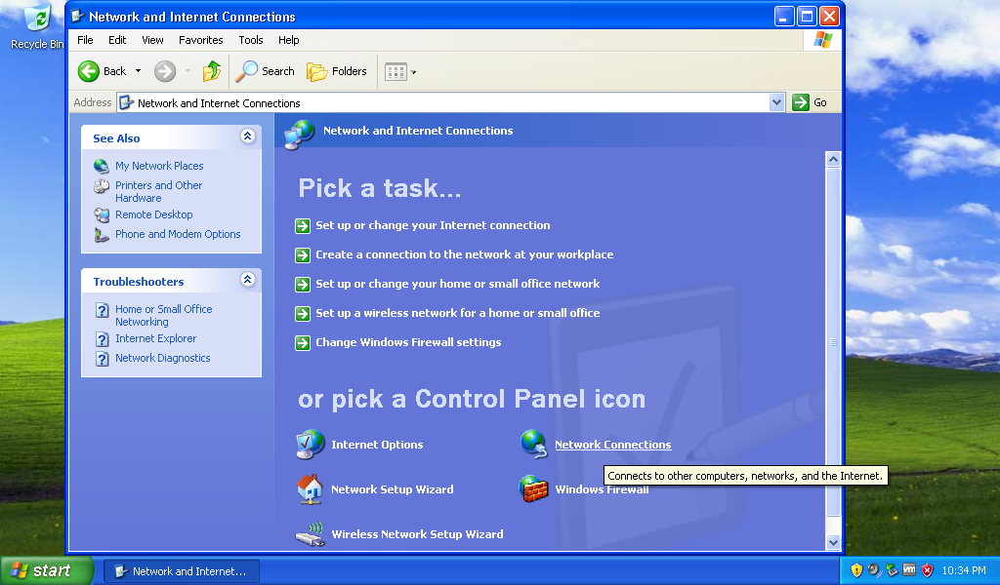 Recycle Bin
Network and Internet Connections
File Edit View Favorites Tools Help
Back Search Folders
Address Network and Internet Connections Go
See Also
My Network Places
Printers and Other
Hardware
Remote Desktop
Phone and Modem Options
Troubleshooters
Home or Small Office
Networking
Internet Explorer
Network Diagnostics
Network and Internet Connections
Pick a task...
Set up or change your Internet connection
Create a connection to the network at your workplace
Set up or change your home or small office network
Set up a wireless network for a home or small office
Change Windows Firewall settings
or pick a Control Panel icon
Internet Options
Network Connections
Connects to other computers, networks, and the Internet.
Network Setup Wizard
Windows Firewall
Wireless Network Setup Wizard
start
Network and Internet...
vm
10:34 PM